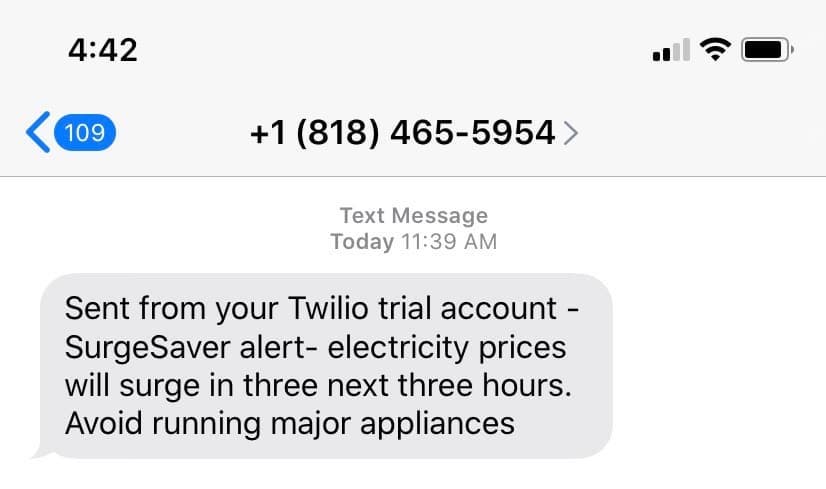 4:42
109
+1 (818) 465-5954
Text Message
Today 11:39 AM
Sent from your Twilio trial account -
SurgeSaver alert- electricity prices
will surge in three next three hours.
Avoid running major appliances